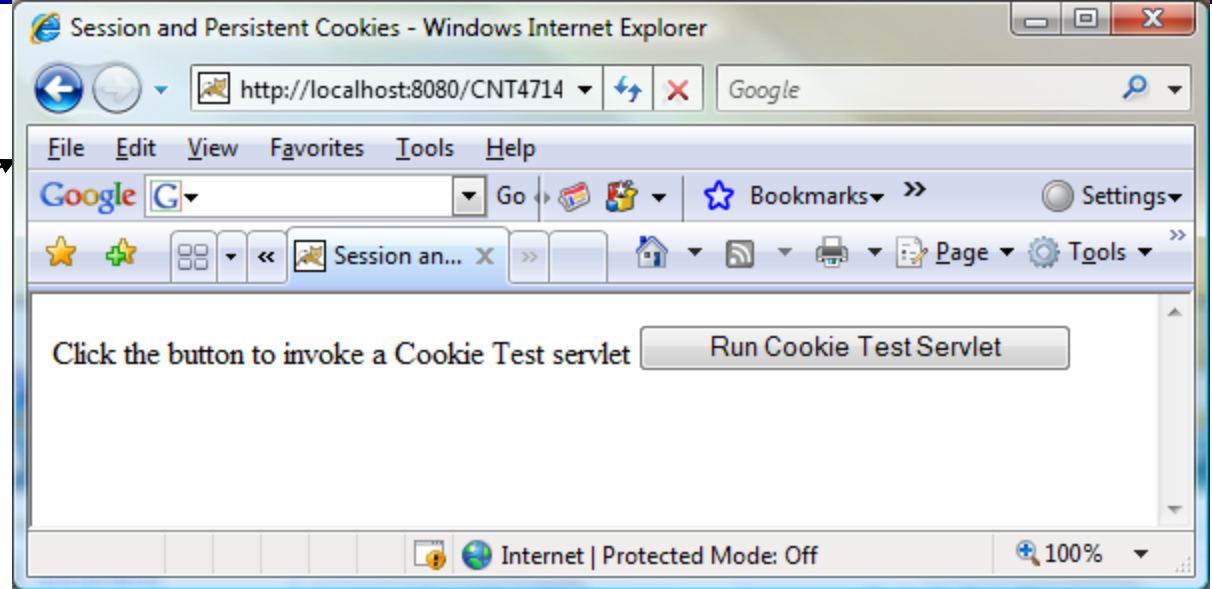 Session and Persistent Cookies - Windows Internet Explorer
http://localhost:8080/CNT4714
Google
File Edit View Favorites Tools Help
Google G Go Bookmarks Settings
Session an... Page Tools
Click the button to invoke a Cookie Test servlet Run Cookie Test Servlet
Internet | Protected Mode: Off 100%